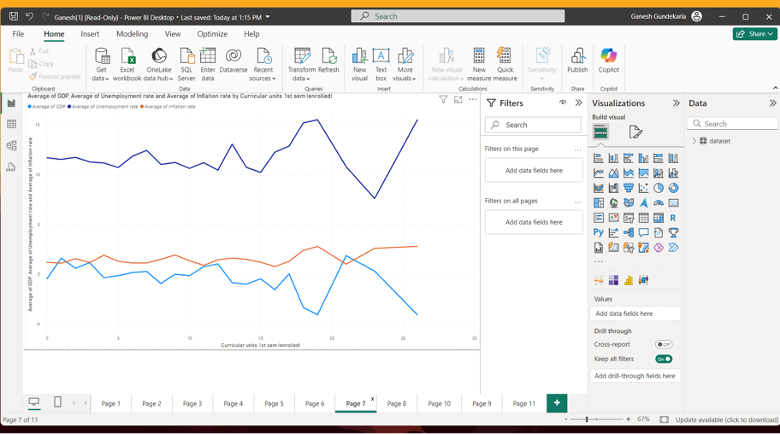 Ganesh[1] (Read-Only) - Power BI Desktop • Last saved: Today at 1:15 PM
Search
Ganesh Gundekarla
File Home Insert Modeling View Optimize Help
Share
Paste
Cut
Copy
Format painter
Get data
Excel workbook
OneLake data hub
SQL Server
Enter data
Dataverse
Recent sources
Transform data
Refresh
New visual
Text box
More visuals
New visual calculation
New measure
Quick measure
Sensitivity
Publish
Copilot
Clipboard Data Queries Insert Calculations Sensitivity Share Copilot
Average of GDP, Average of Unemployment rate and Average of Inflation rate by Curricular units 1st sem (enrolled)
Average of GDP Average of Unemployment rate Average of Inflation rate
Average of GDP, Average of Unemployment rate and Average of Inflation rate
15
10
5
0
-5
0 5 10 15 20 25 30
Curricular units 1st sem (enrolled)
Filters
Search
Filters on this page
...
Add data fields here
Filters on all pages
...
Add data fields here
Visualizations
Build visual
R
Py
...
Values
Add data fields here
Drill through
Cross-report
Off
Keep all filters
On
Add drill-through fields here
Data
Search
dataset
Page 1 Page 2 Page 3 Page 4 Page 5 Page 6 Page 7 x Page 8 Page 10 Page 9 Page 11 +
Page 7 of 11
- + 67%
Update available (click to download)